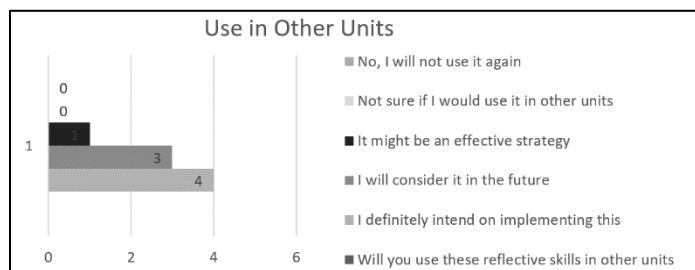 Use in Other Units
No, I will not use it again
Not sure if I would use it in other units
It might be an effective strategy
I will consider it in the future
I definitely intend on implementing this
Will you use these reflective skills in other units
0
0
1
3
4
1
0
2
4
6